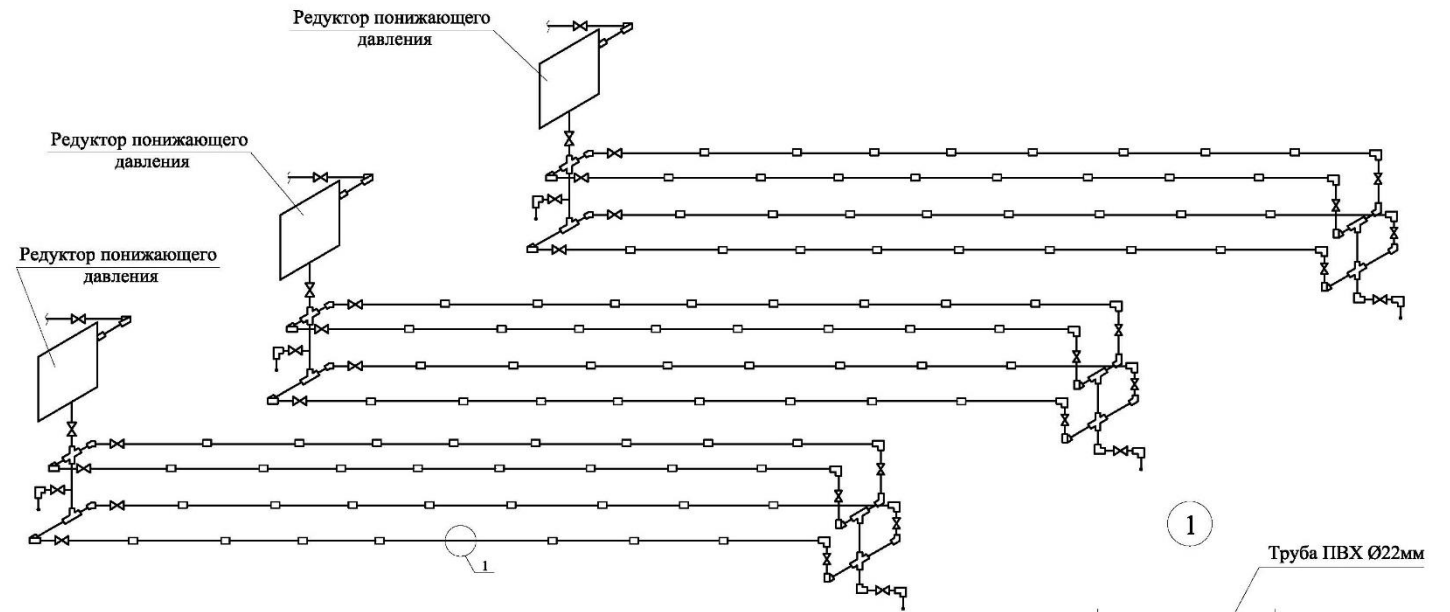 Редуктор понижающего
давления
Редуктор понижающего
давления
Редуктор понижающего
давления
1
1
Труба ПВХ Ø22мм